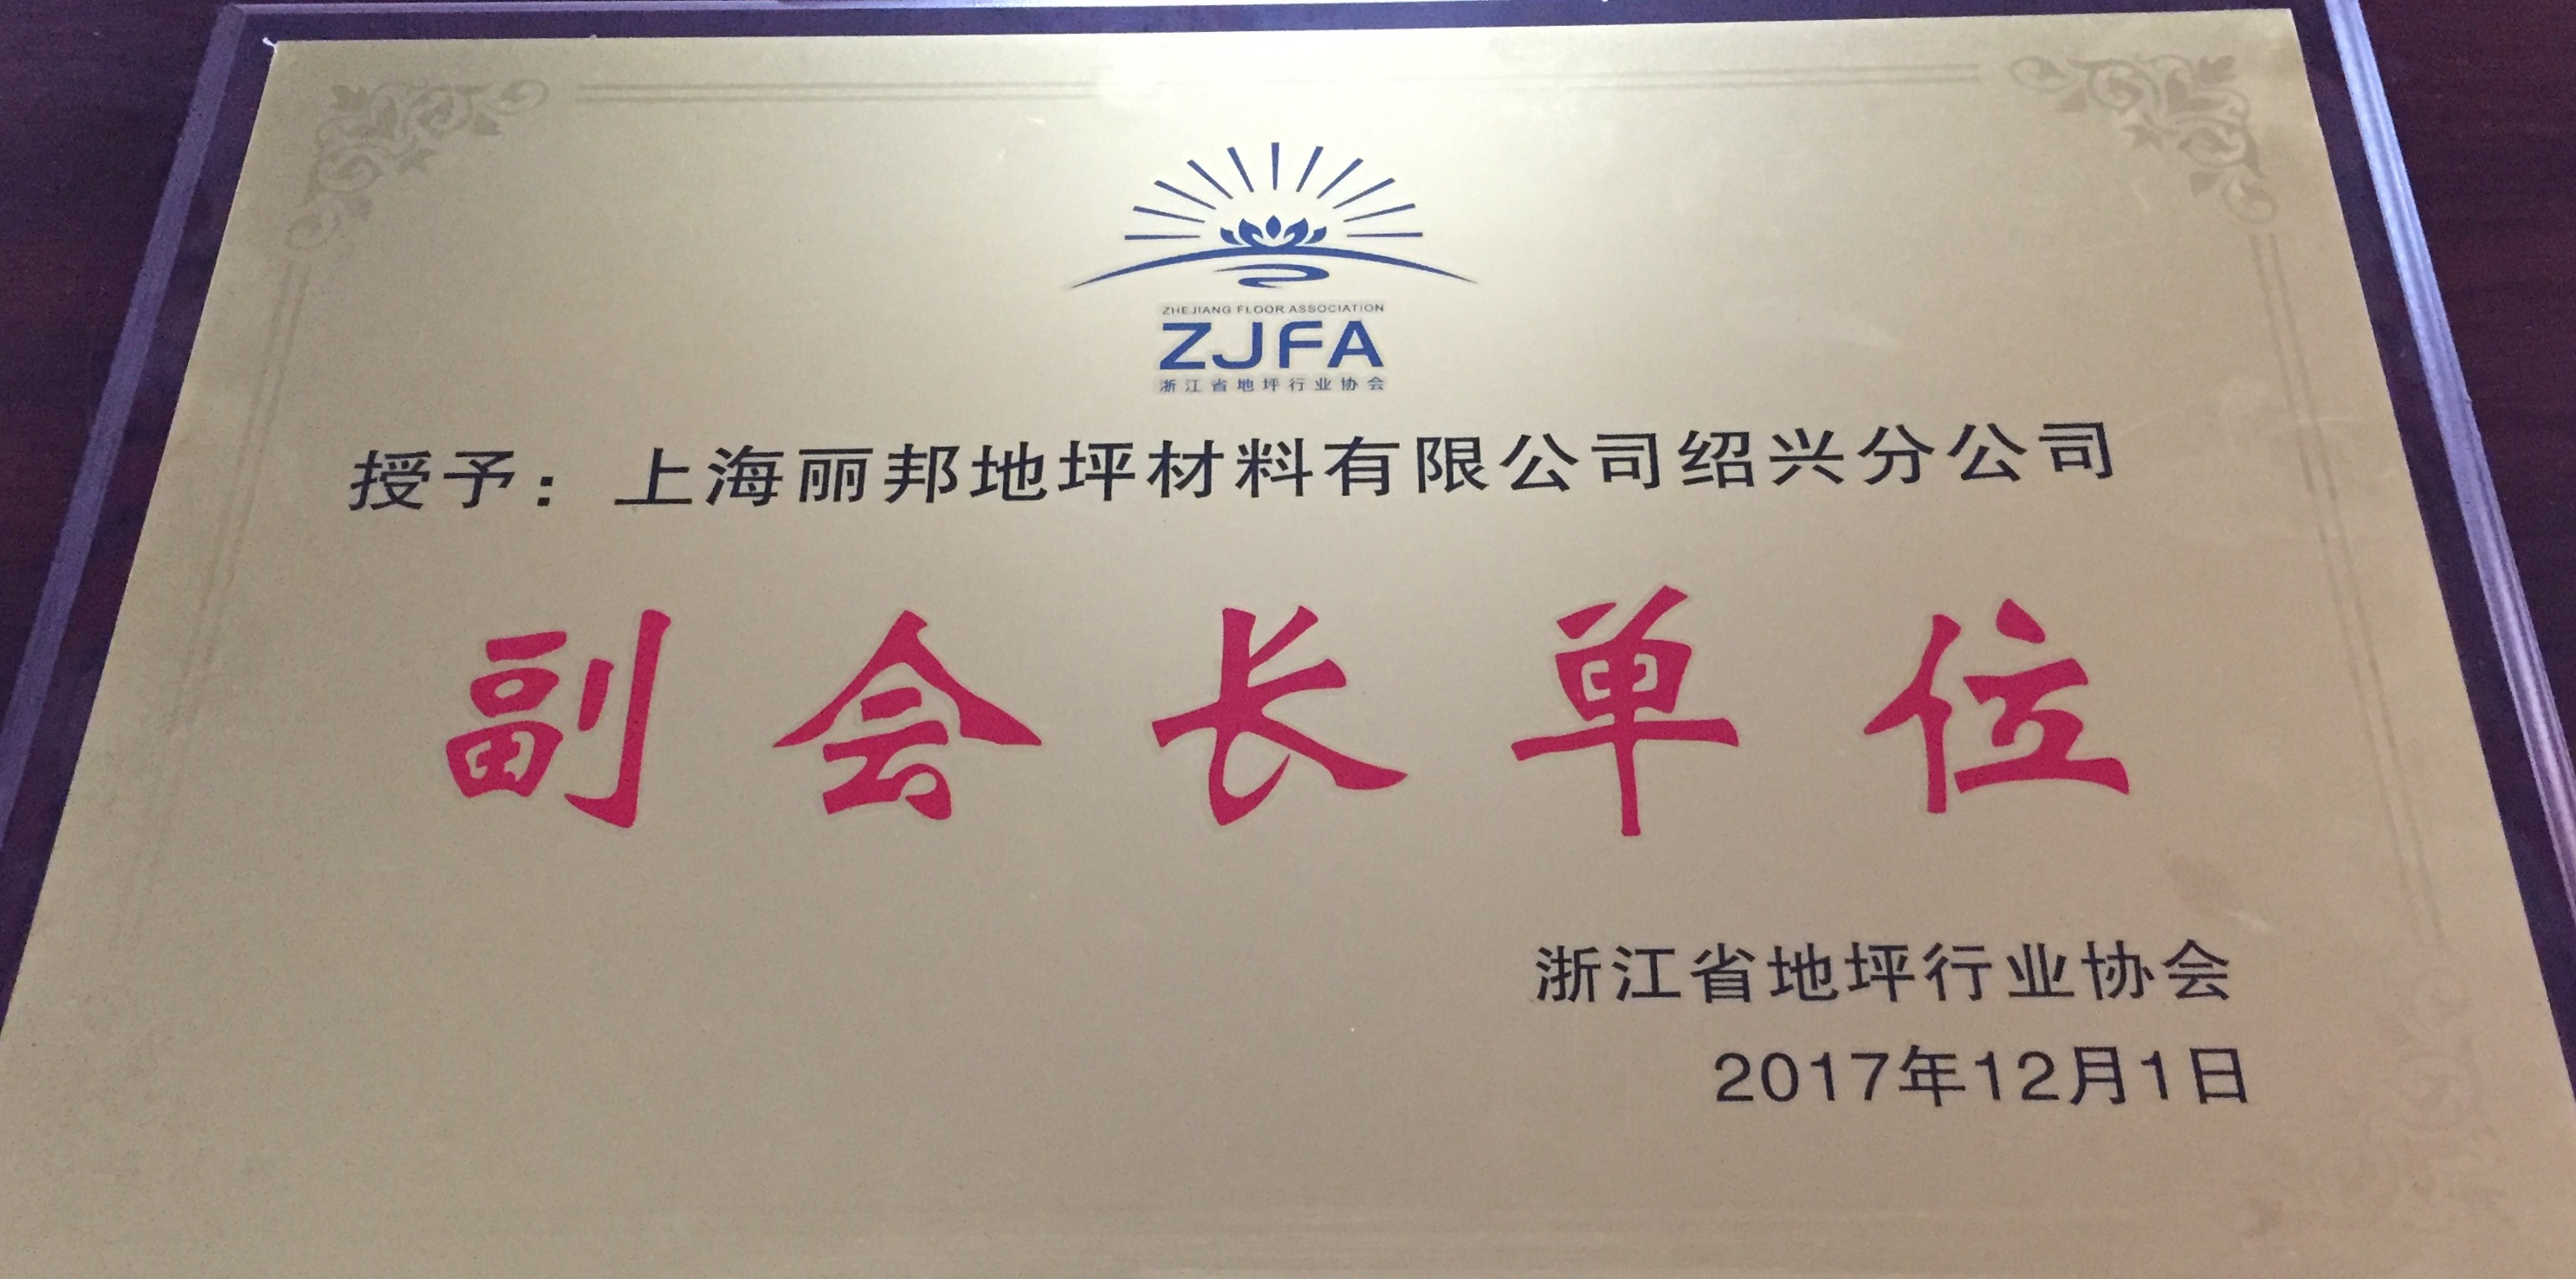 ZHEJIANG FLOOR ASSOCIATION
ZJFA
浙江省地坪行业协会
授予：上海丽邦地坪材料有限公司绍兴分公司
副会长单位
浙江省地坪行业协会
2017年12月1日